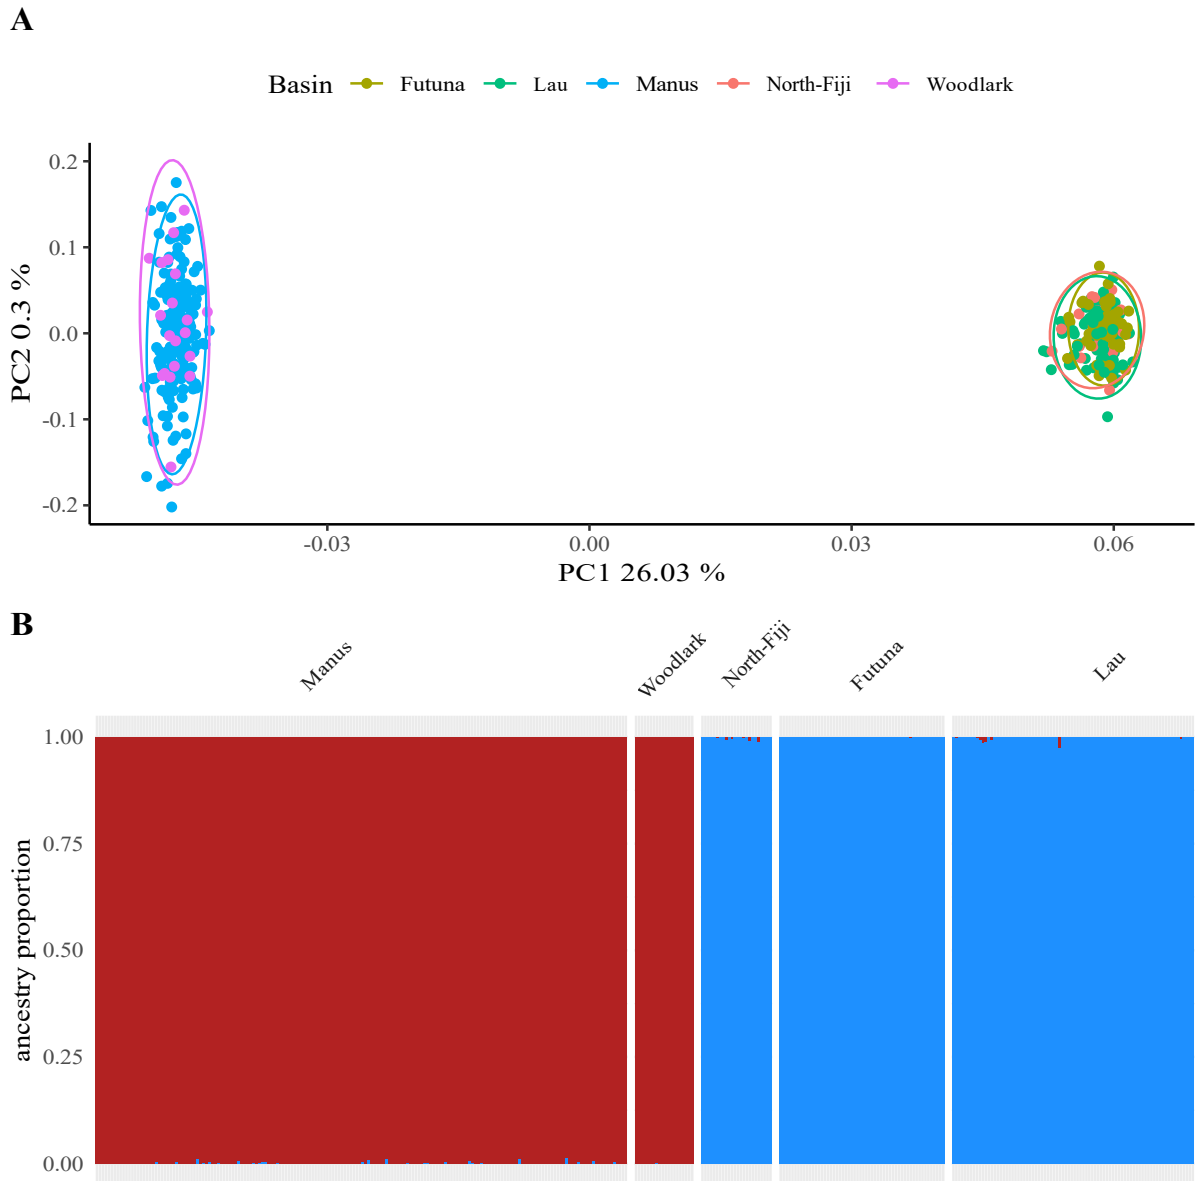 A
Basin Futuna Lau Manus North-Fiji Woodlark
0.2
0.1
0.0
-0.1
-0.2
PC2 0.3 %
-0.03 0.00 0.03 0.06
PC1 26.03 %
B
Manus Woodlark North-Fiji Futuna Lau
1.00
0.75
0.50
0.25
0.00
ancestry proportion